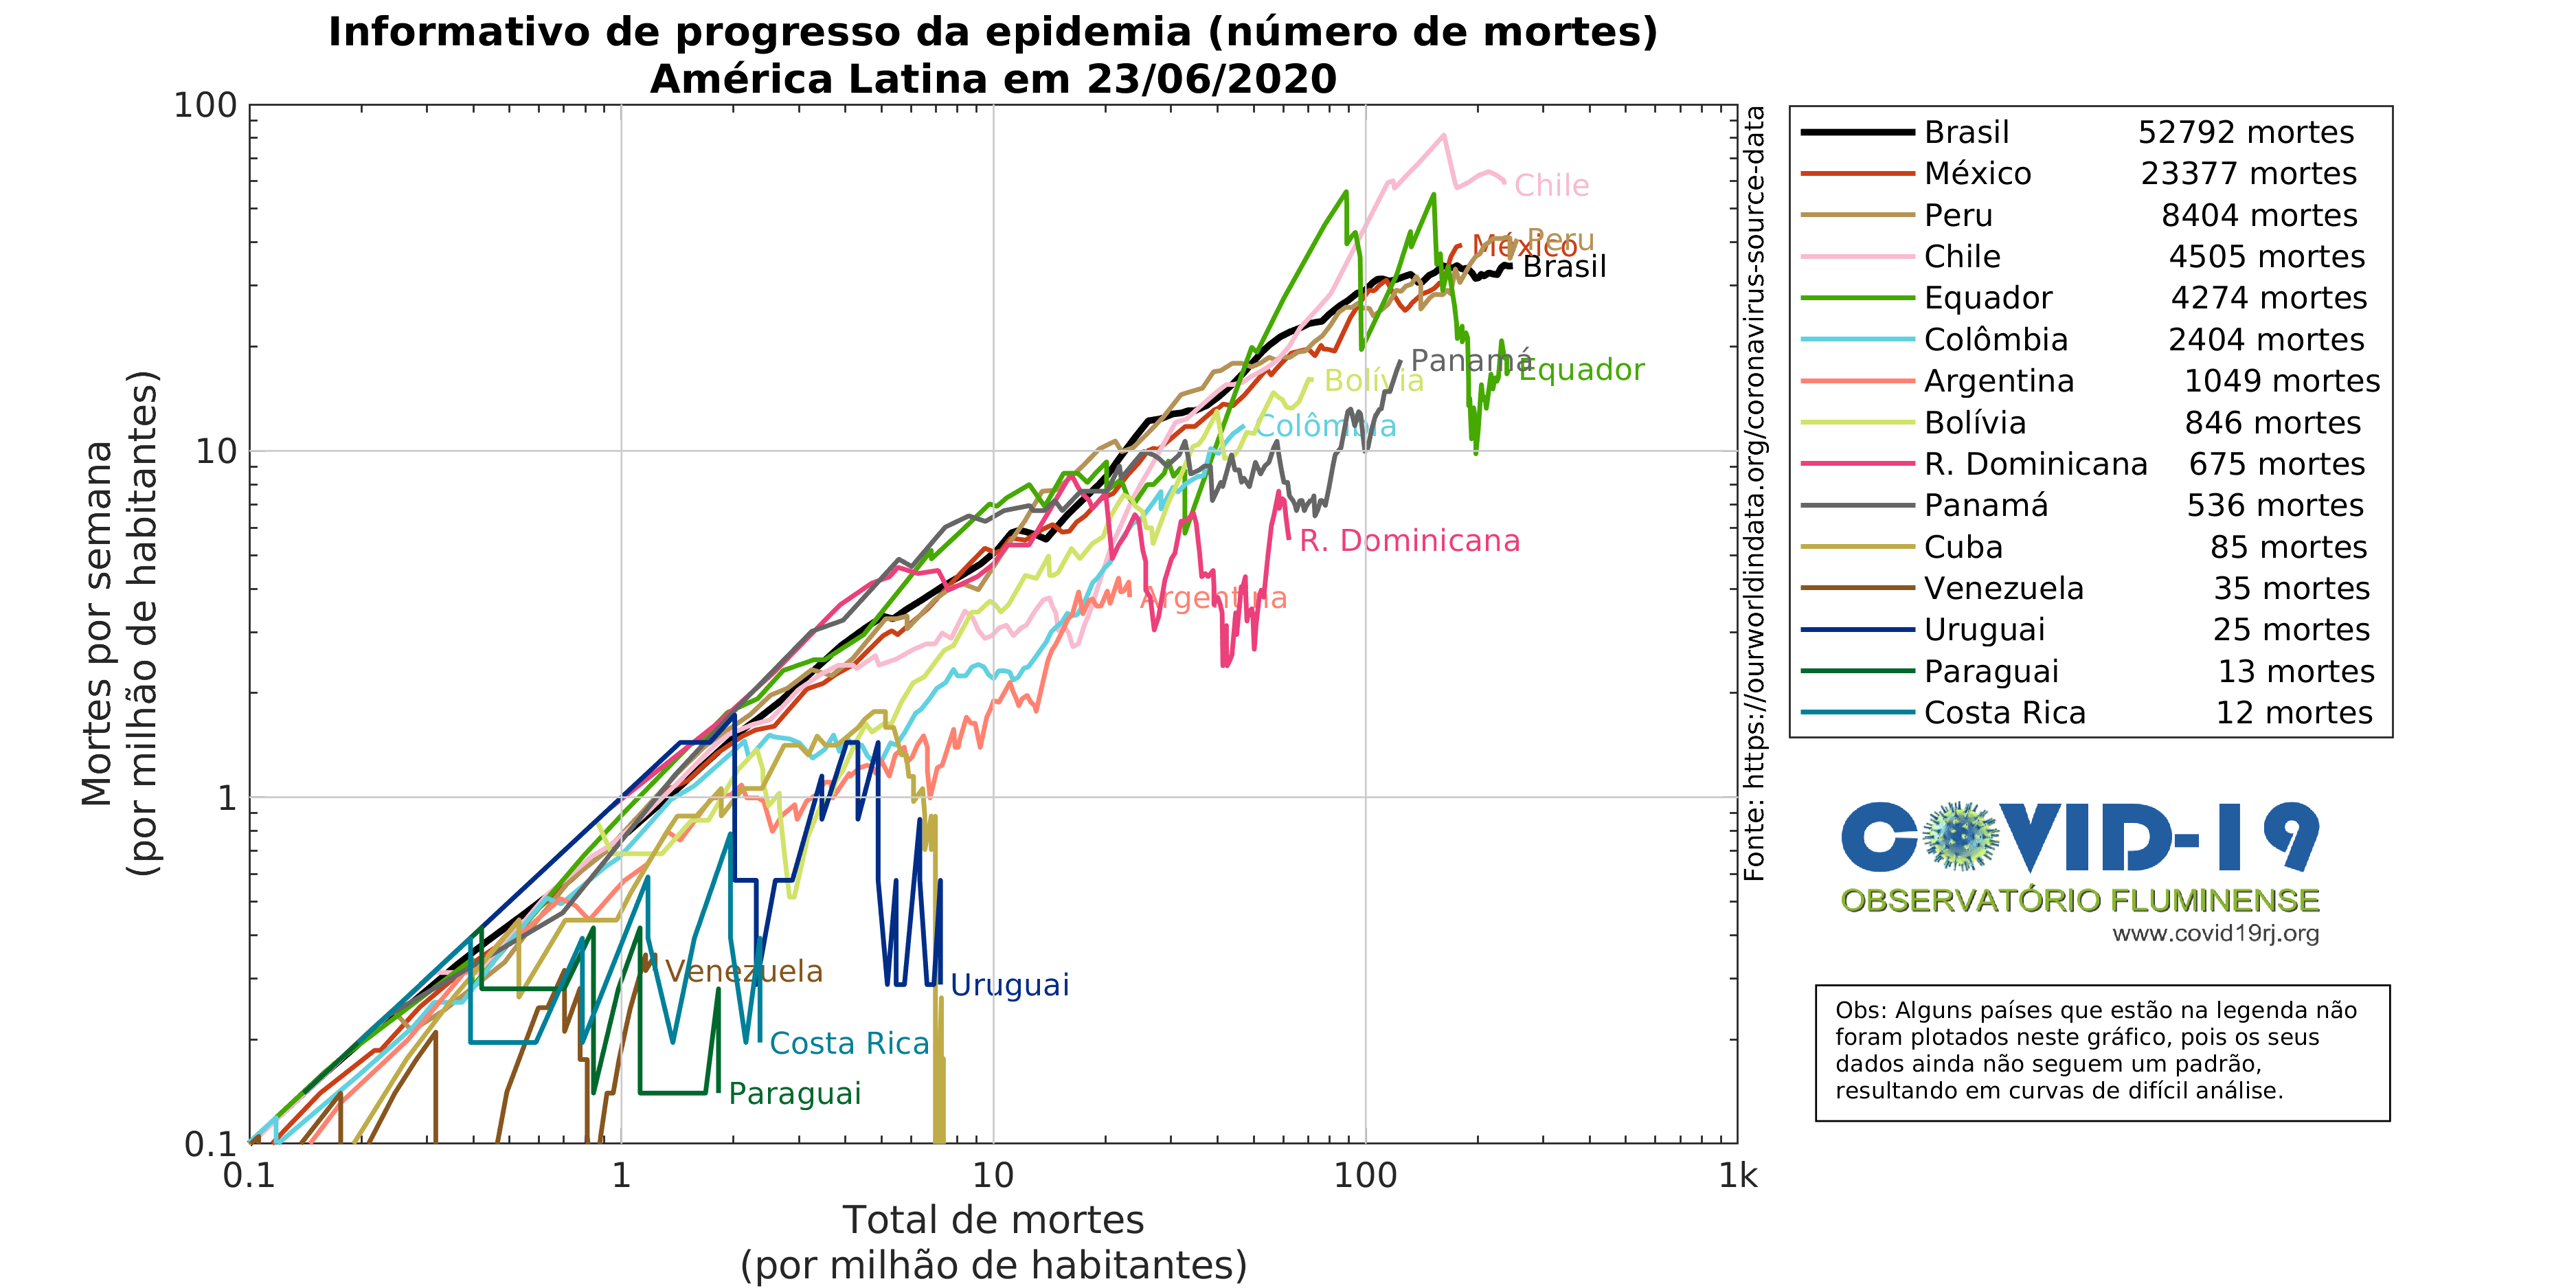 Informativo de progresso da epidemia (número de mortes)
América Latina em 23/06/2020
100
10
1
0.1
Mortes por semana
(por milhão de habitantes)
0.1
1
10
100
1k
Total de mortes
(por milhão de habitantes)
Chile
Peru
México
Brasil
Panamá
Equador
Bolívia
Colômbia
R. Dominicana
Argentina
Venezuela
Uruguai
Costa Rica
Paraguai
Fonte: https://ourworldindata.org/coronavirus-source-data
Brasil 52792 mortes
México 23377 mortes
Peru 8404 mortes
Chile 4505 mortes
Equador 4274 mortes
Colômbia 2404 mortes
Argentina 1049 mortes
Bolívia 846 mortes
R. Dominicana 675 mortes
Panamá 536 mortes
Cuba 85 mortes
Venezuela 35 mortes
Uruguai 25 mortes
Paraguai 13 mortes
Costa Rica 12 mortes
COVID-19
OBSERVATÓRIO FLUMINENSE
www.covid19rj.org
Obs: Alguns países que estão na legenda não
foram plotados neste gráfico, pois os seus
dados ainda não seguem um padrão,
resultando em curvas de difícil análise.